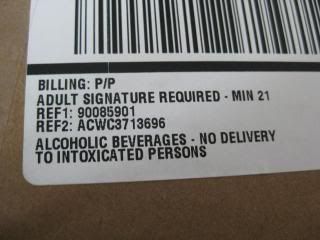 BILLING: P/P
ADULT SIGNATURE REQUIRED - MIN 21
REF1: 90085901
REF2: ACWC3713696
ALCOHOLIC BEVERAGES - NO DELIVERY
TO INTOXICATED PERSONS